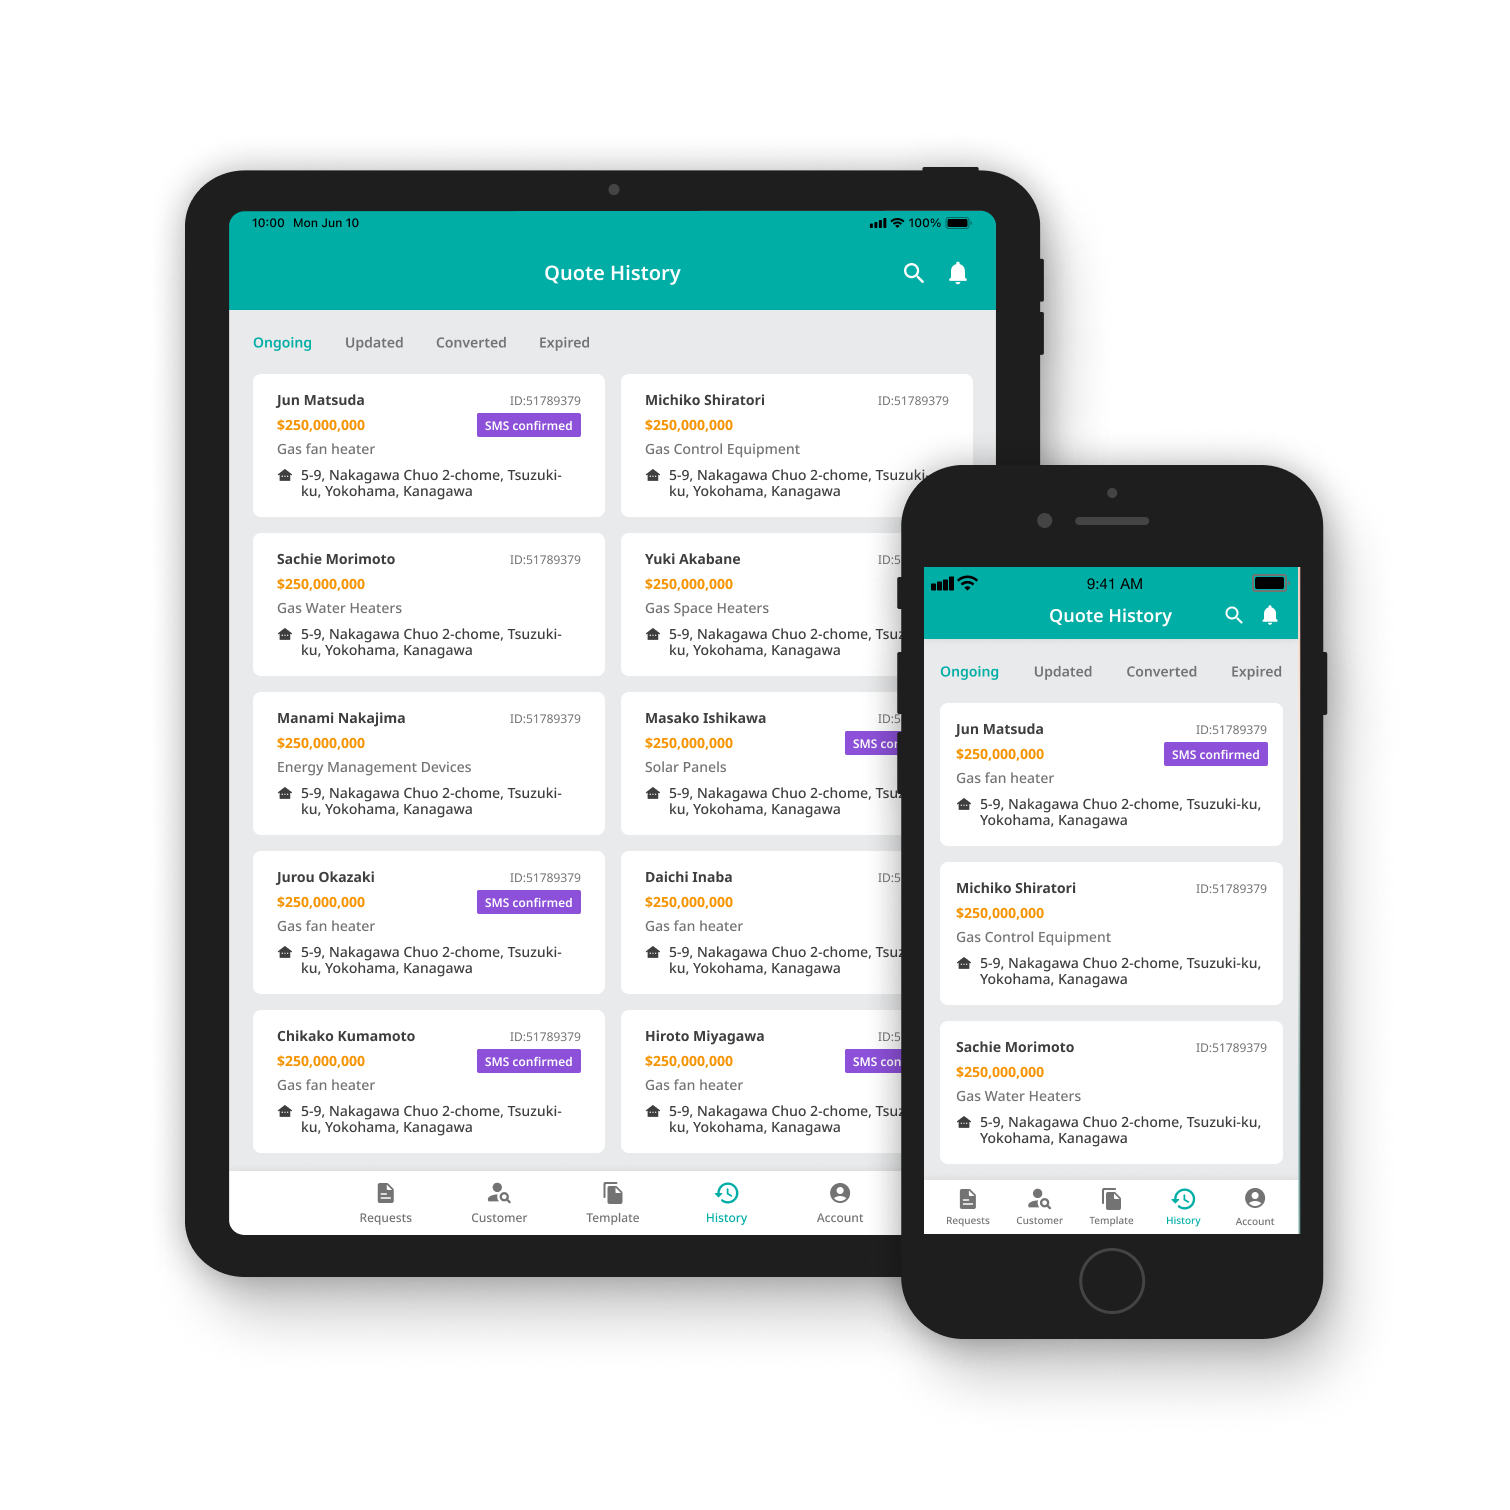 10:00 Mon Jun 10
100%
Quote History
Ongoing Updated Converted Expired
Jun Matsuda ID:51789379
$250,000,000 SMS confirmed
Gas fan heater
5-9, Nakagawa Chuo 2-chome, Tsuzuki-
ku, Yokohama, Kanagawa
Michiko Shiratori ID:51789379
$250,000,000
Gas Control Equipment
5-9, Nakagawa Chuo 2-chome, Tsuzuki-
ku, Yokohama, Kanagawa
Sachie Morimoto ID:51789379
$250,000,000
Gas Water Heaters
5-9, Nakagawa Chuo 2-chome, Tsuzuki-
ku, Yokohama, Kanagawa
Yuki Akabane ID:5
$250,000,000
Gas Space Heaters
5-9, Nakagawa Chuo 2-chome, Tsuz
ku, Yokohama, Kanagawa
Manami Nakajima ID:51789379
$250,000,000
Energy Management Devices
5-9, Nakagawa Chuo 2-chome, Tsuzuki-
ku, Yokohama, Kanagawa
Masako Ishikawa ID:5
$250,000,000 SMS con
Solar Panels
5-9, Nakagawa Chuo 2-chome, Tsuz
ku, Yokohama, Kanagawa
Jurou Okazaki ID:51789379
$250,000,000 SMS confirmed
Gas fan heater
5-9, Nakagawa Chuo 2-chome, Tsuzuki-
ku, Yokohama, Kanagawa
Daichi Inaba ID:5
$250,000,000
Gas fan heater
5-9, Nakagawa Chuo 2-chome, Tsuz
ku, Yokohama, Kanagawa
Chikako Kumamoto ID:51789379
$250,000,000 SMS confirmed
Gas fan heater
5-9, Nakagawa Chuo 2-chome, Tsuzuki-
ku, Yokohama, Kanagawa
Hiroto Miyagawa ID:5
$250,000,000 SMS con
Gas fan heater
5-9, Nakagawa Chuo 2-chome, Tsuz
ku, Yokohama, Kanagawa
Requests Customer Template History Account
9:41 AM
Quote History
Ongoing Updated Converted Expired
Jun Matsuda ID:51789379
$250,000,000 SMS confirmed
Gas fan heater
5-9, Nakagawa Chuo 2-chome, Tsuzuki-ku,
Yokohama, Kanagawa
Michiko Shiratori ID:51789379
$250,000,000
Gas Control Equipment
5-9, Nakagawa Chuo 2-chome, Tsuzuki-ku,
Yokohama, Kanagawa
Sachie Morimoto ID:51789379
$250,000,000
Gas Water Heaters
5-9, Nakagawa Chuo 2-chome, Tsuzuki-ku,
Yokohama, Kanagawa
Requests Customer Template History Account